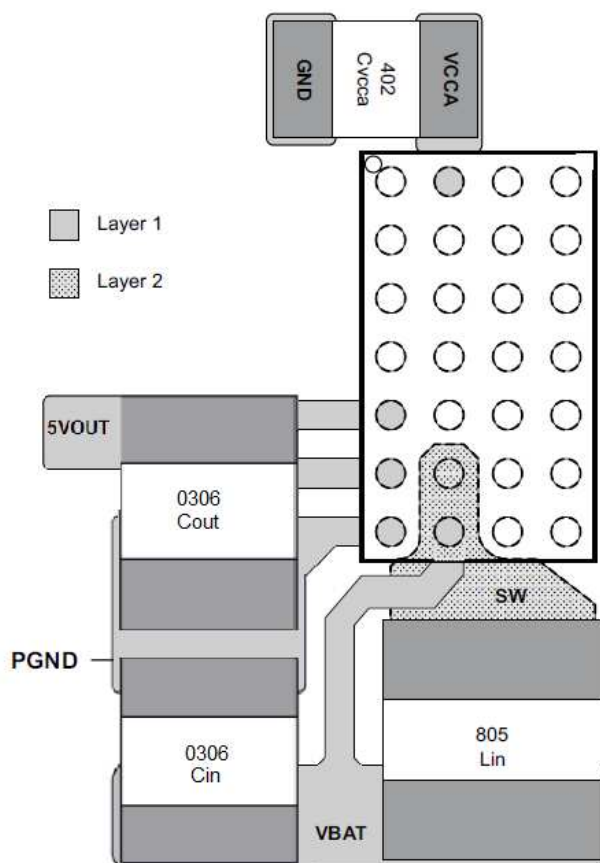 GND
402
Cvcca
VCCA
Layer 1
Layer 2
5VOUT
0306
Cout
SW
PGND
0306
Cin
805
Lin
VBAT